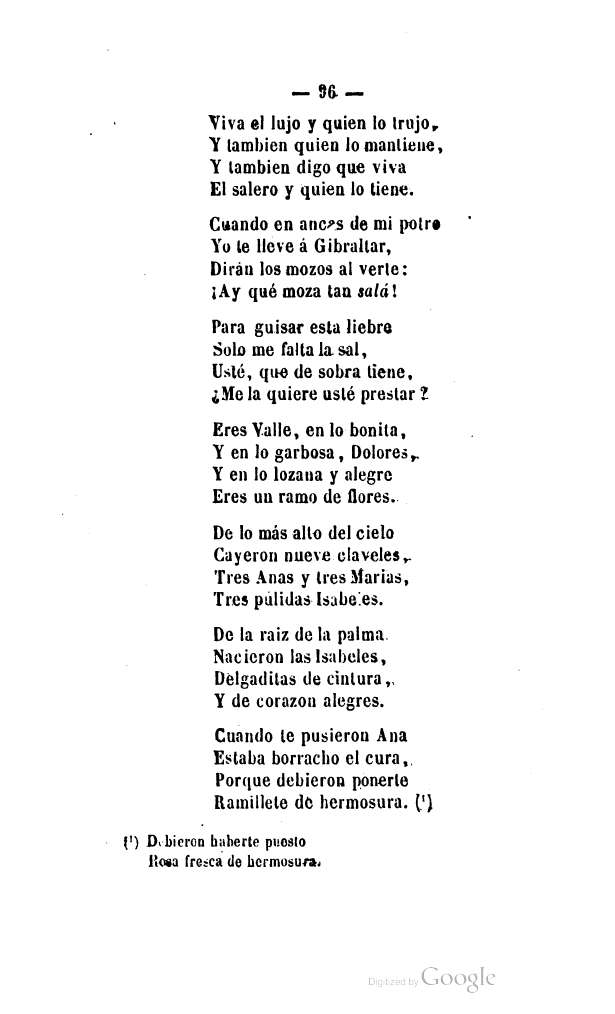 — 96 —
Viva el lujo y quien lo trujo,
Y tambien quien lo mantiene,
Y tambien digo que viva
El salero y quien lo tiene.
Cuando en ancas de mi potro
Yo te lleve á Gibraltar,
Dirán los mozos al verte:
¡Ay qué moza tan salá!
Para guisar esta liebre
Solo me falta la sal,
Usté, que de sobra tiene,
¿Me la quiere usté prestar?
Eres Valle, en lo bonita,
Y en lo garbosa, Dolores,
Y en lo lozana y alegre
Eres un ramo de flores.
De lo más alto del cielo
Cayeron nueve claveles,
Tres Anas y tres Marias,
Tres púlidas Isabeles.
De la raiz de la palma
Nacieron las Isabeles,
Delgaditas de cintura,
Y de corazon alegres.
Cuando te pusieron Ana
Estaba borracho el cura,
Porque debieron ponerte
Ramillete de hermosura. (¹)
(¹) Debieron haberte puesto
Rosa fresca de hermosura.
Digitized by Google